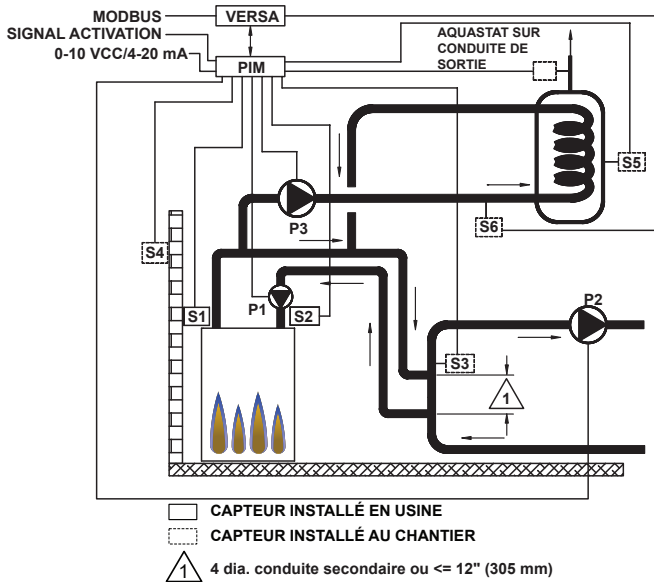 MODBUS
VERSA
SIGNAL ACTIVATION
0-10 VCC/4-20 mA
PIM
AQUASTAT SUR
CONDUITE DE
SORTIE
S5
P3
S6
S4
S1
P1
S2
P2
S3
1
CAPTEUR INSTALLÉ EN USINE
CAPTEUR INSTALLÉ AU CHANTIER
1 4 dia. conduite secondaire ou <= 12" (305 mm)